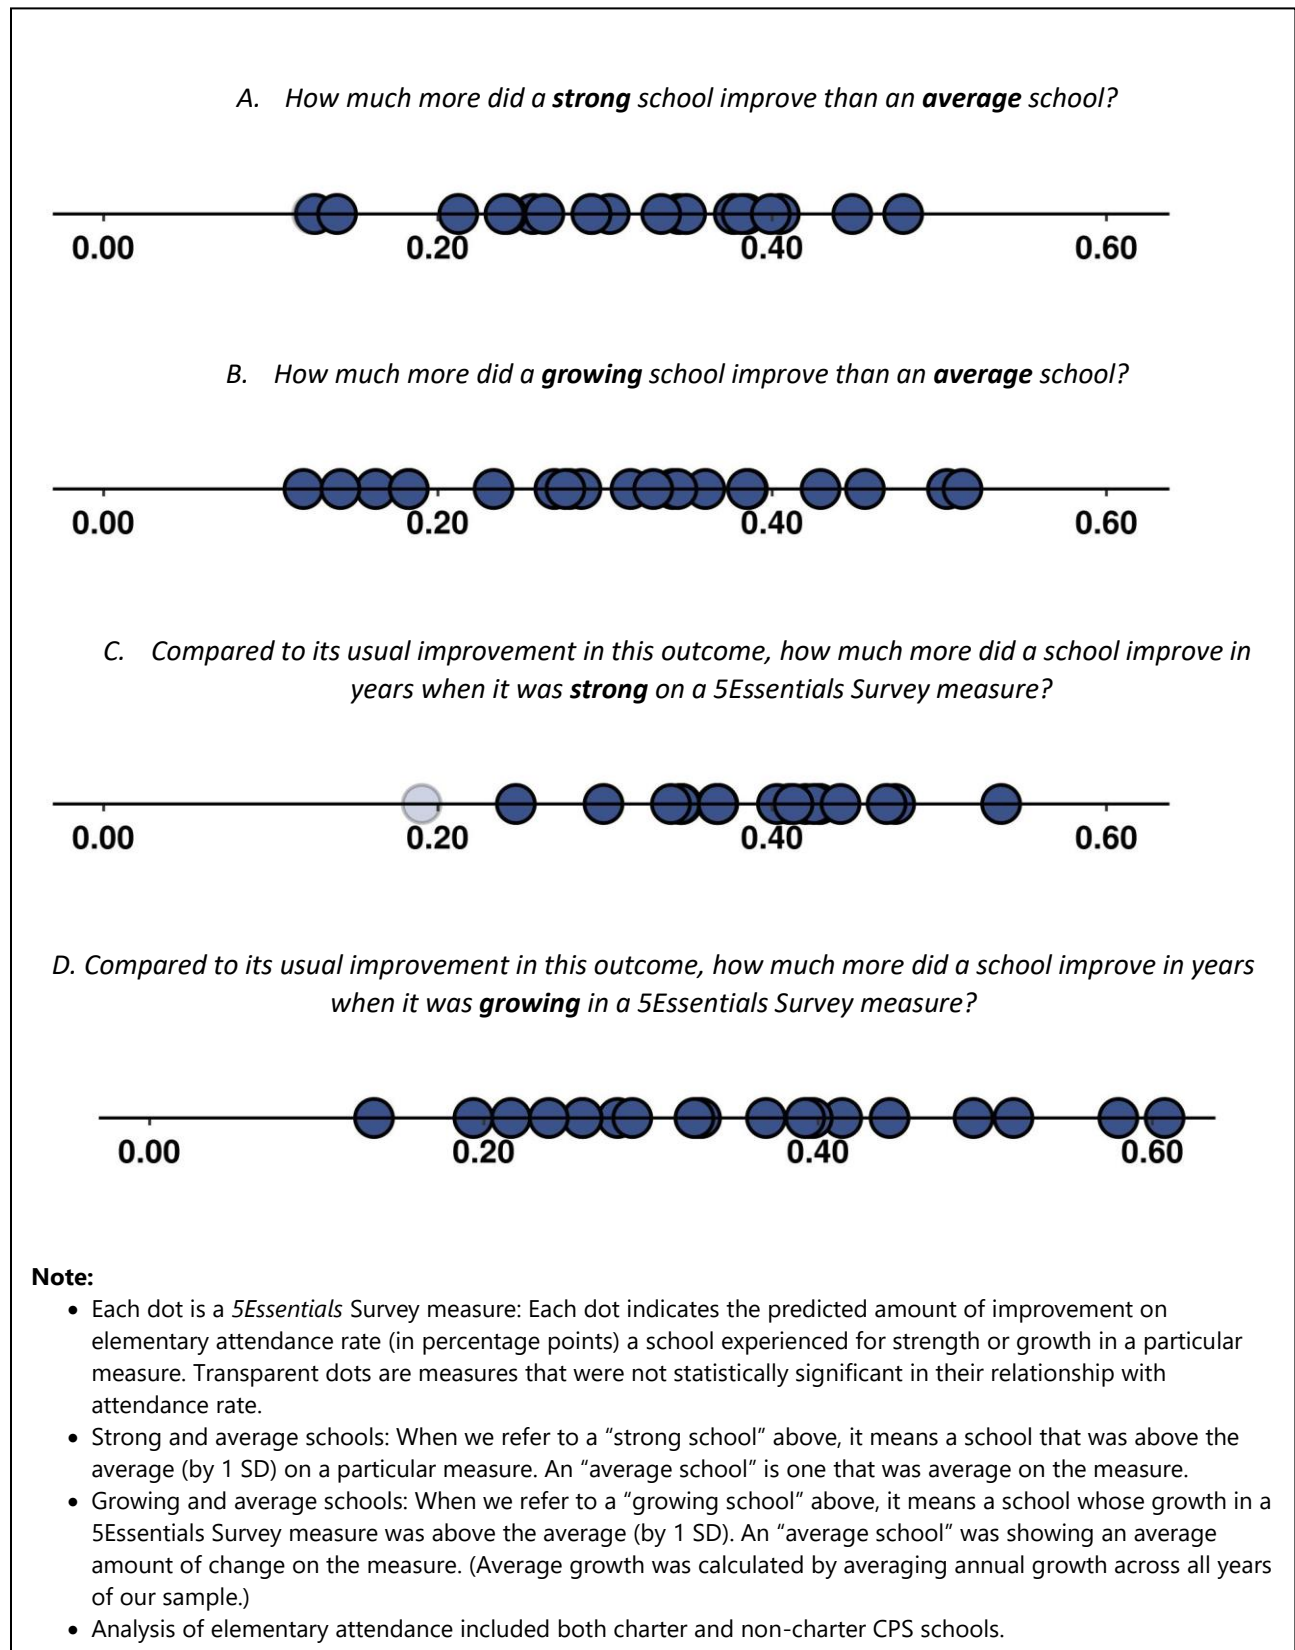 A. How much more did a strong school improve than an average school?
0.00 0.20 0.40 0.60
B. How much more did a growing school improve than an average school?
0.00 0.20 0.40 0.60
C. Compared to its usual improvement in this outcome, how much more did a school improve in
years when it was strong on a 5Essentials Survey measure?
0.00 0.20 0.40 0.60
D. Compared to its usual improvement in this outcome, how much more did a school improve in years
when it was growing in a 5Essentials Survey measure?
0.00 0.20 0.40 0.60
Note:
• Each dot is a 5Essentials Survey measure: Each dot indicates the predicted amount of improvement on
elementary attendance rate (in percentage points) a school experienced for strength or growth in a particular
measure. Transparent dots are measures that were not statistically significant in their relationship with
attendance rate.
• Strong and average schools: When we refer to a “strong school” above, it means a school that was above the
average (by 1 SD) on a particular measure. An “average school” is one that was average on the measure.
• Growing and average schools: When we refer to a “growing school” above, it means a school whose growth in a
5Essentials Survey measure was above the average (by 1 SD). An “average school” was showing an average
amount of change on the measure. (Average growth was calculated by averaging annual growth across all years
of our sample.)
• Analysis of elementary attendance included both charter and non-charter CPS schools.